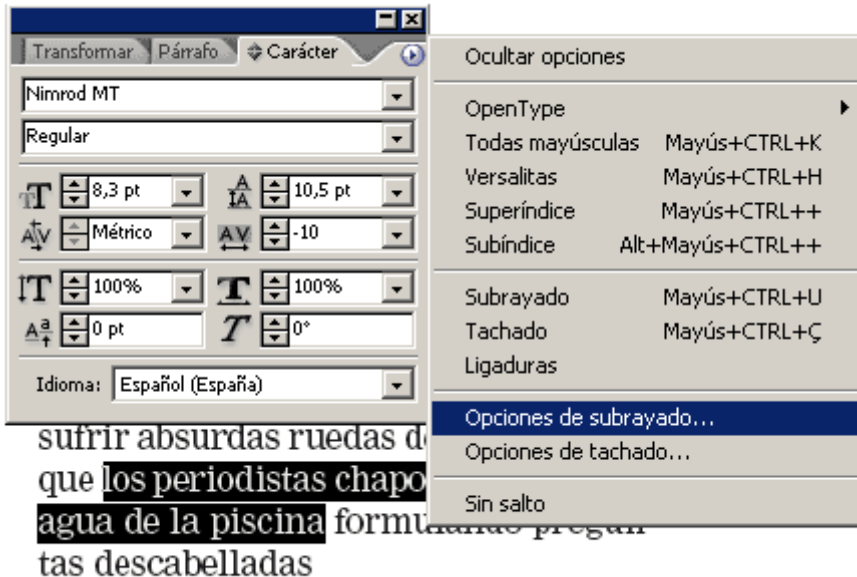 Transformar Párrafo Carácter
Nimrod MT
Regular
8,3 pt 10,5 pt
Métrico -10
100% 100%
0 pt 0°
Idioma: Español (España)
Ocultar opciones
OpenType
Todas mayúsculas Mayús+CTRL+K
Versalitas Mayús+CTRL+H
Superíndice Mayús+CTRL++
Subíndice Alt+Mayús+CTRL++
Subrayado Mayús+CTRL+U
Tachado Mayús+CTRL+Ç
Ligaduras
Opciones de subrayado...
Opciones de tachado...
Sin salto
sufrir absurdas ruedas
que los periodistas chapo
agua de la piscina formulando pregun
tas descabelladas